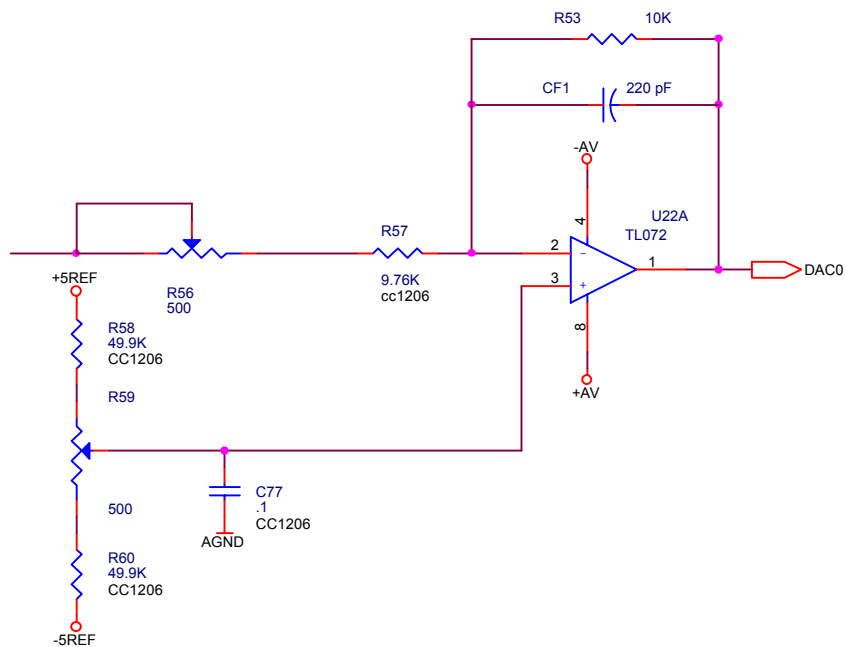 R53 10K
CF1 220 pF
-AV
4
U22A
TL072
R57
2
-
1
DAC0
9.76K
cc1206
3
+
+5REF
R56
500
8
R58
49.9K
CC1206
+AV
R59
C77
.1
CC1206
500
AGND
R60
49.9K
CC1206
-5REF